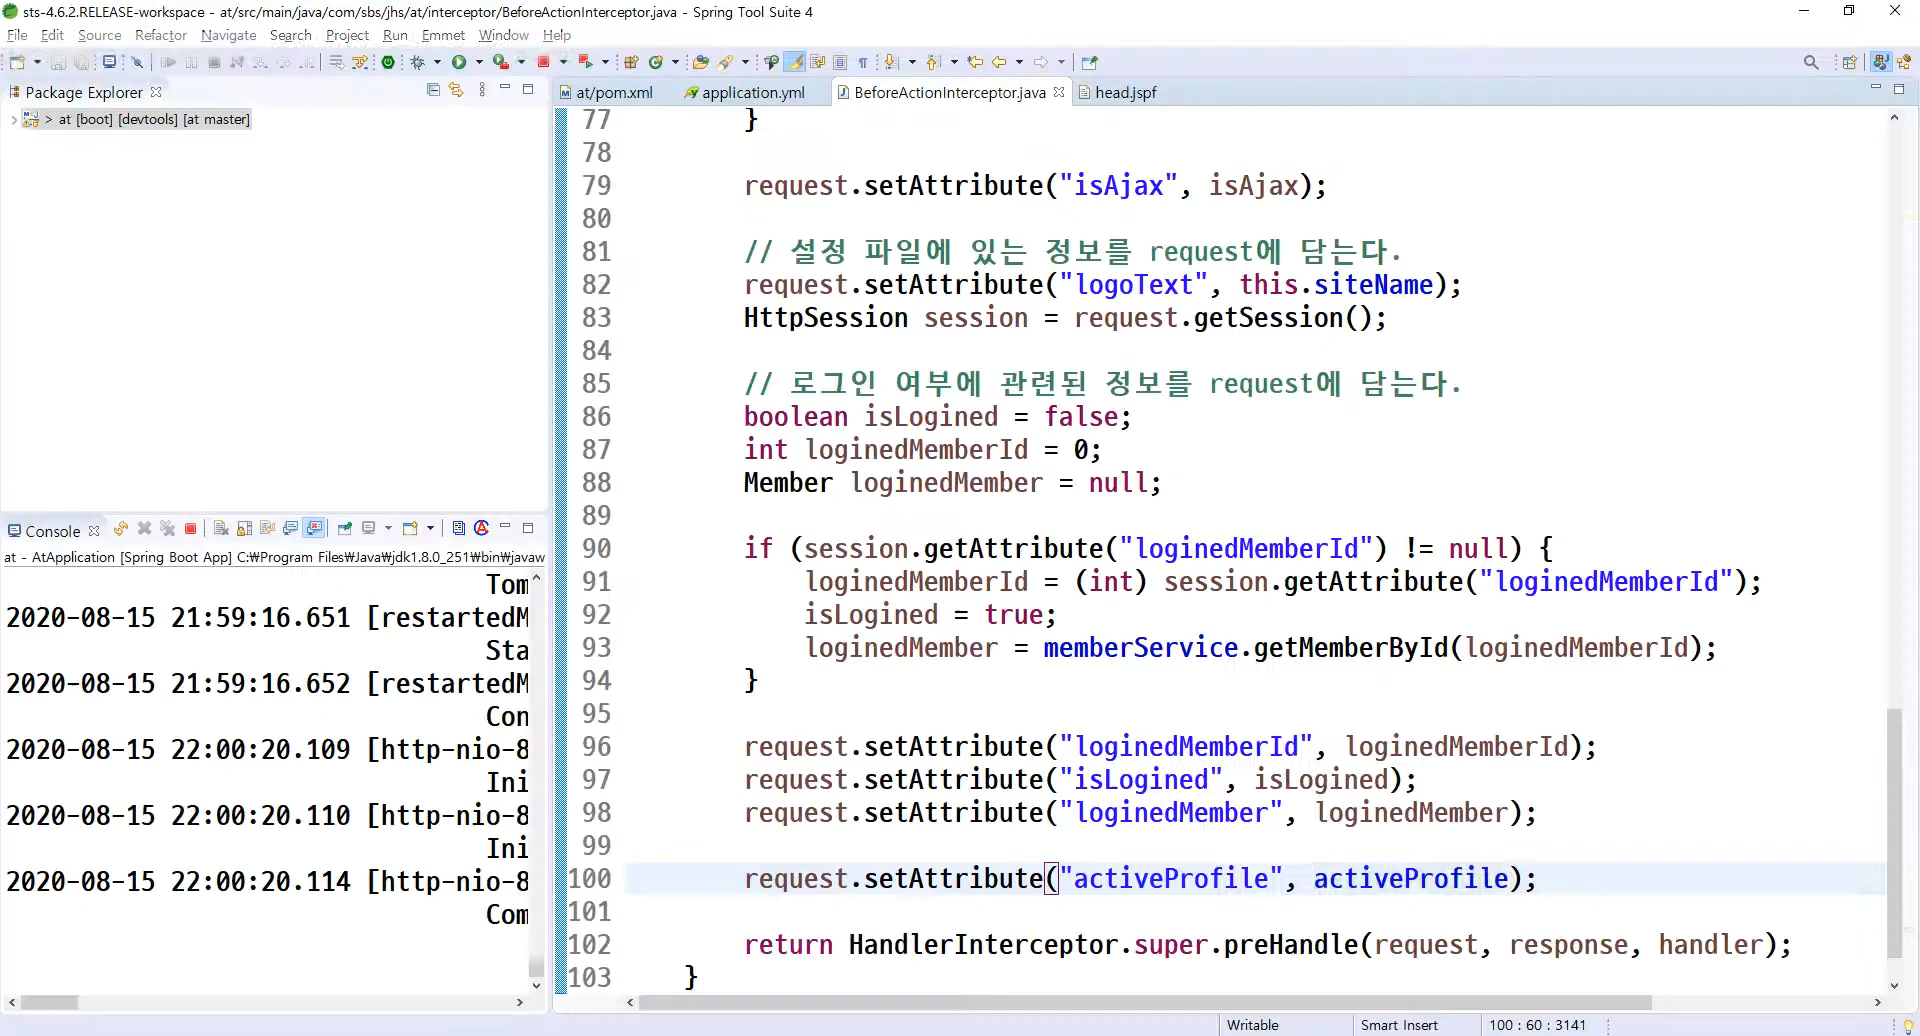 sts-4.6.2.RELEASE-workspace - at/src/main/java/com/sbs/jhs/at/interceptor/BeforeActionInterceptor.java - Spring Tool Suite 4
File Edit Source Refactor Navigate Search Project Run Emmet Window Help
Package Explorer
> at [boot] [devtools] [at master]
at/pom.xml application.yml BeforeActionInterceptor.java head.jspf
77 }
78
79 request.setAttribute("isAjax", isAjax);
80
81 // 설정 파일에 있는 정보를 request에 담는다.
82 request.setAttribute("logoText", this.siteName);
83 HttpSession session = request.getSession();
84
85 // 로그인 여부에 관련된 정보를 request에 담는다.
86 boolean isLogined = false;
87 int loginedMemberId = 0;
88 Member loginedMember = null;
89
90 if (session.getAttribute("loginedMemberId") != null) {
91 loginedMemberId = (int) session.getAttribute("loginedMemberId");
92 isLogined = true;
93 loginedMember = memberService.getMemberById(loginedMemberId);
94 }
95
96 request.setAttribute("loginedMemberId", loginedMemberId);
97 request.setAttribute("isLogined", isLogined);
98 request.setAttribute("loginedMember", loginedMember);
99
100 request.setAttribute("activeProfile", activeProfile);
101
102 return HandlerInterceptor.super.preHandle(request, response, handler);
103 }
Console
at - AtApplication [Spring Boot App] C:₩Program Files₩Java₩jdk1.8.0_251₩bin₩javaw
Tom
2020-08-15 21:59:16.651 [restartedM
Sta
2020-08-15 21:59:16.652 [restartedM
Con
2020-08-15 22:00:20.109 [http-nio-8
Ini
2020-08-15 22:00:20.110 [http-nio-8
Ini
2020-08-15 22:00:20.114 [http-nio-8
Com
Writable Smart Insert 100 : 60 : 3141